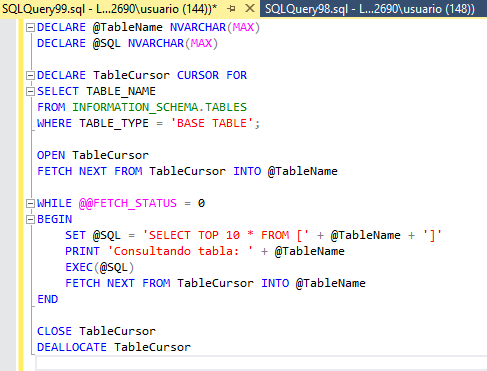 SQLQuery99.sql - L...2690\usuario (144))* SQLQuery98.sql - L...2690\usuario (148))
DECLARE @TableName NVARCHAR(MAX)
DECLARE @SQL NVARCHAR(MAX)
DECLARE TableCursor CURSOR FOR
SELECT TABLE_NAME
FROM INFORMATION_SCHEMA.TABLES
WHERE TABLE_TYPE = 'BASE TABLE';
OPEN TableCursor
FETCH NEXT FROM TableCursor INTO @TableName
WHILE @@FETCH_STATUS = 0
BEGIN
SET @SQL = 'SELECT TOP 10 * FROM [' + @TableName + ']'
PRINT 'Consultando tabla: ' + @TableName
EXEC(@SQL)
FETCH NEXT FROM TableCursor INTO @TableName
END
CLOSE TableCursor
DEALLOCATE TableCursor